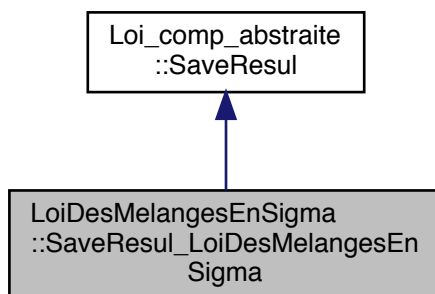 Loi_comp_abstraite
::SaveResul
LoiDesMelangesEnSigma
::SaveResul_LoiDesMelangesEn
Sigma